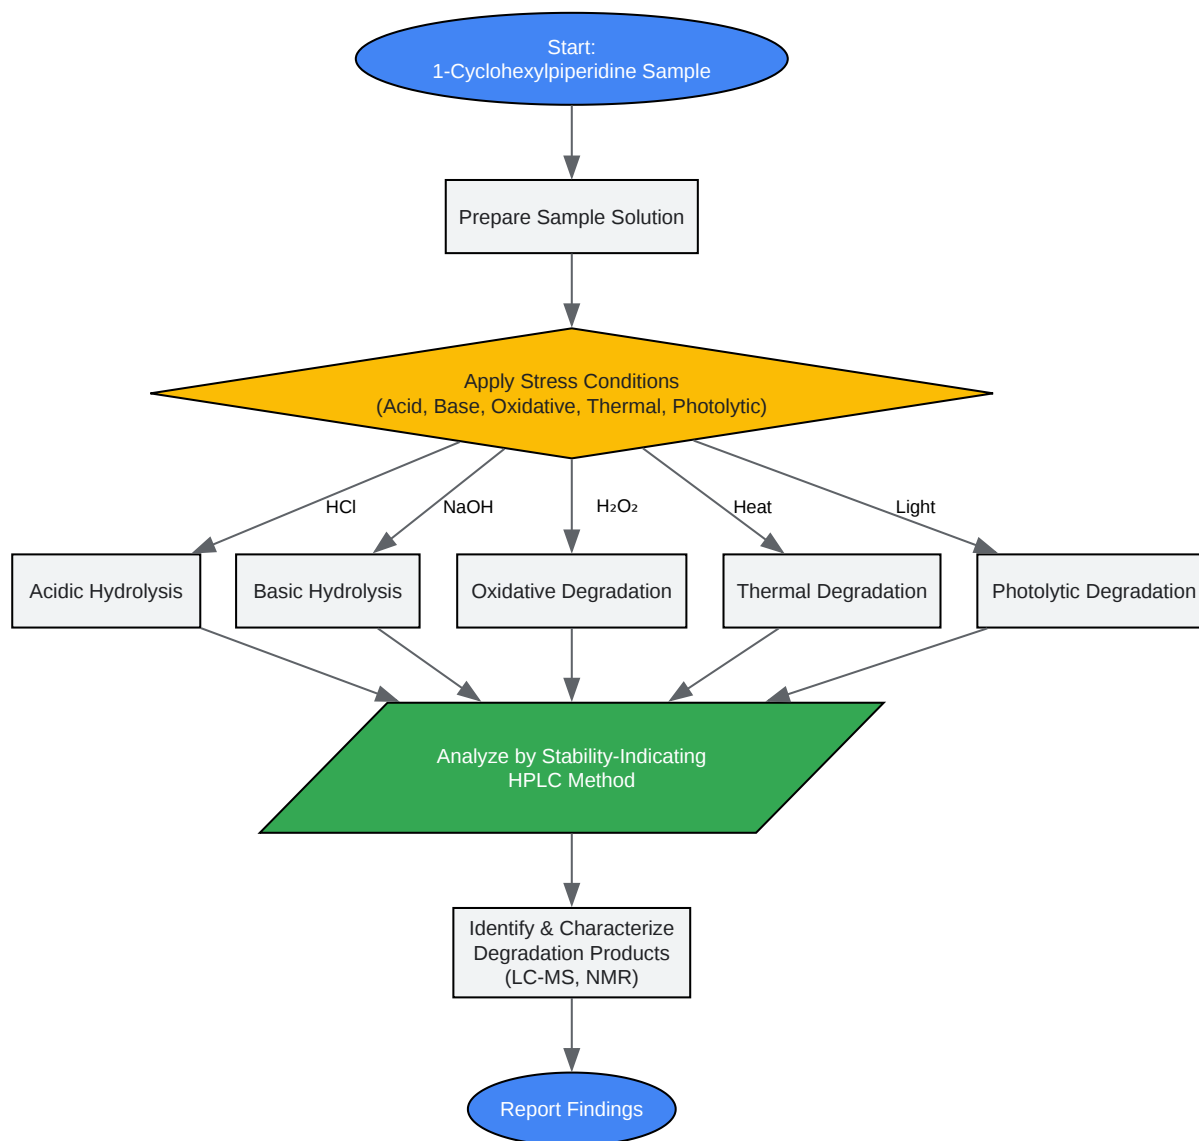 Start:
1-Cyclohexylpiperidine Sample
Prepare Sample Solution
Apply Stress Conditions
(Acid, Base, Oxidative, Thermal, Photolytic)
HCl
NaOH
H₂O₂
Heat
Light
Acidic Hydrolysis
Basic Hydrolysis
Oxidative Degradation
Thermal Degradation
Photolytic Degradation
Analyze by Stability-Indicating
HPLC Method
Identify & Characterize
Degradation Products
(LC-MS, NMR)
Report Findings